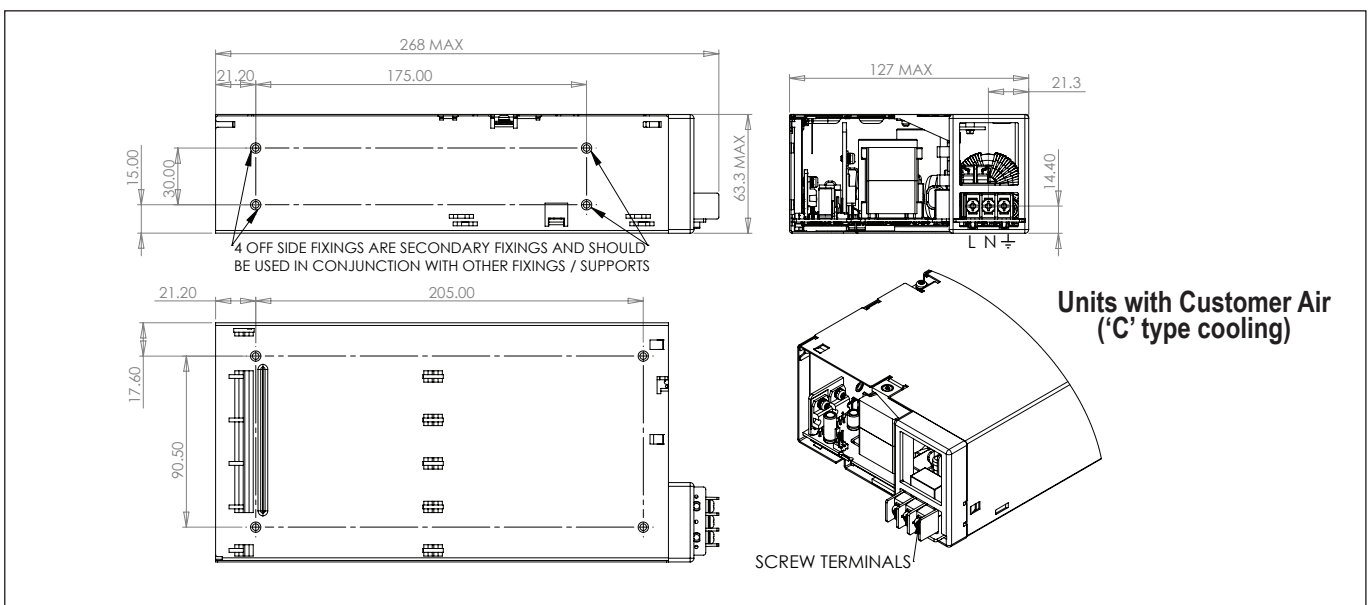 268 MAX
21.20
175.00
15.00
30.00
63.3 MAX
4 OFF SIDE FIXINGS ARE SECONDARY FIXINGS AND SHOULD
BE USED IN CONJUNCTION WITH OTHER FIXINGS / SUPPORTS
127 MAX
21.3
14.40
L N ⏚
21.20
205.00
17.60
90.50
Units with Customer Air
(‘C’ type cooling)
SCREW TERMINALS